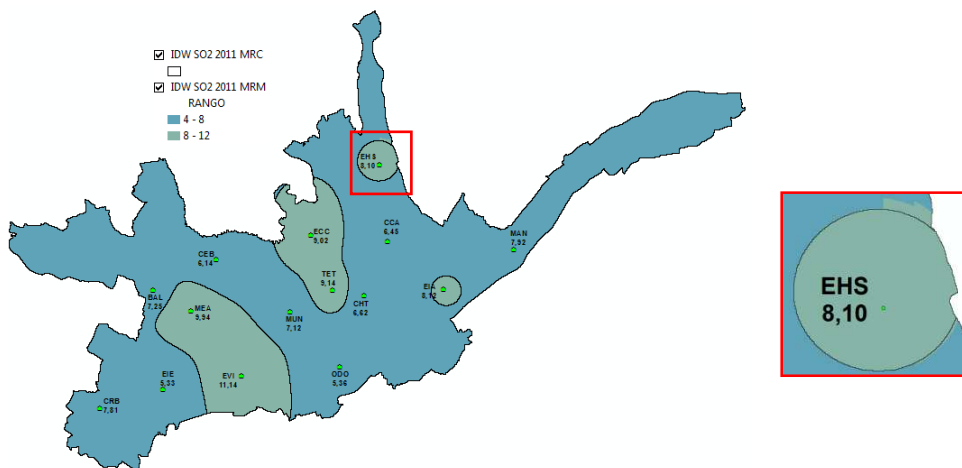 IDW SO2 2011 MRC
IDW SO2 2011 MRM
RANGO
4 - 8
8 - 12
EHS
8,10
ECC
9,02
CCA
6,45
MAN
7,92
CEB
6,14
TET
9,14
EIA
8,12
BAL
7,25
MEA
9,94
MUN
7,12
CHT
6,62
EIE
5,33
EVI
11,14
ODO
5,36
CRB
7,81
EHS
8,10